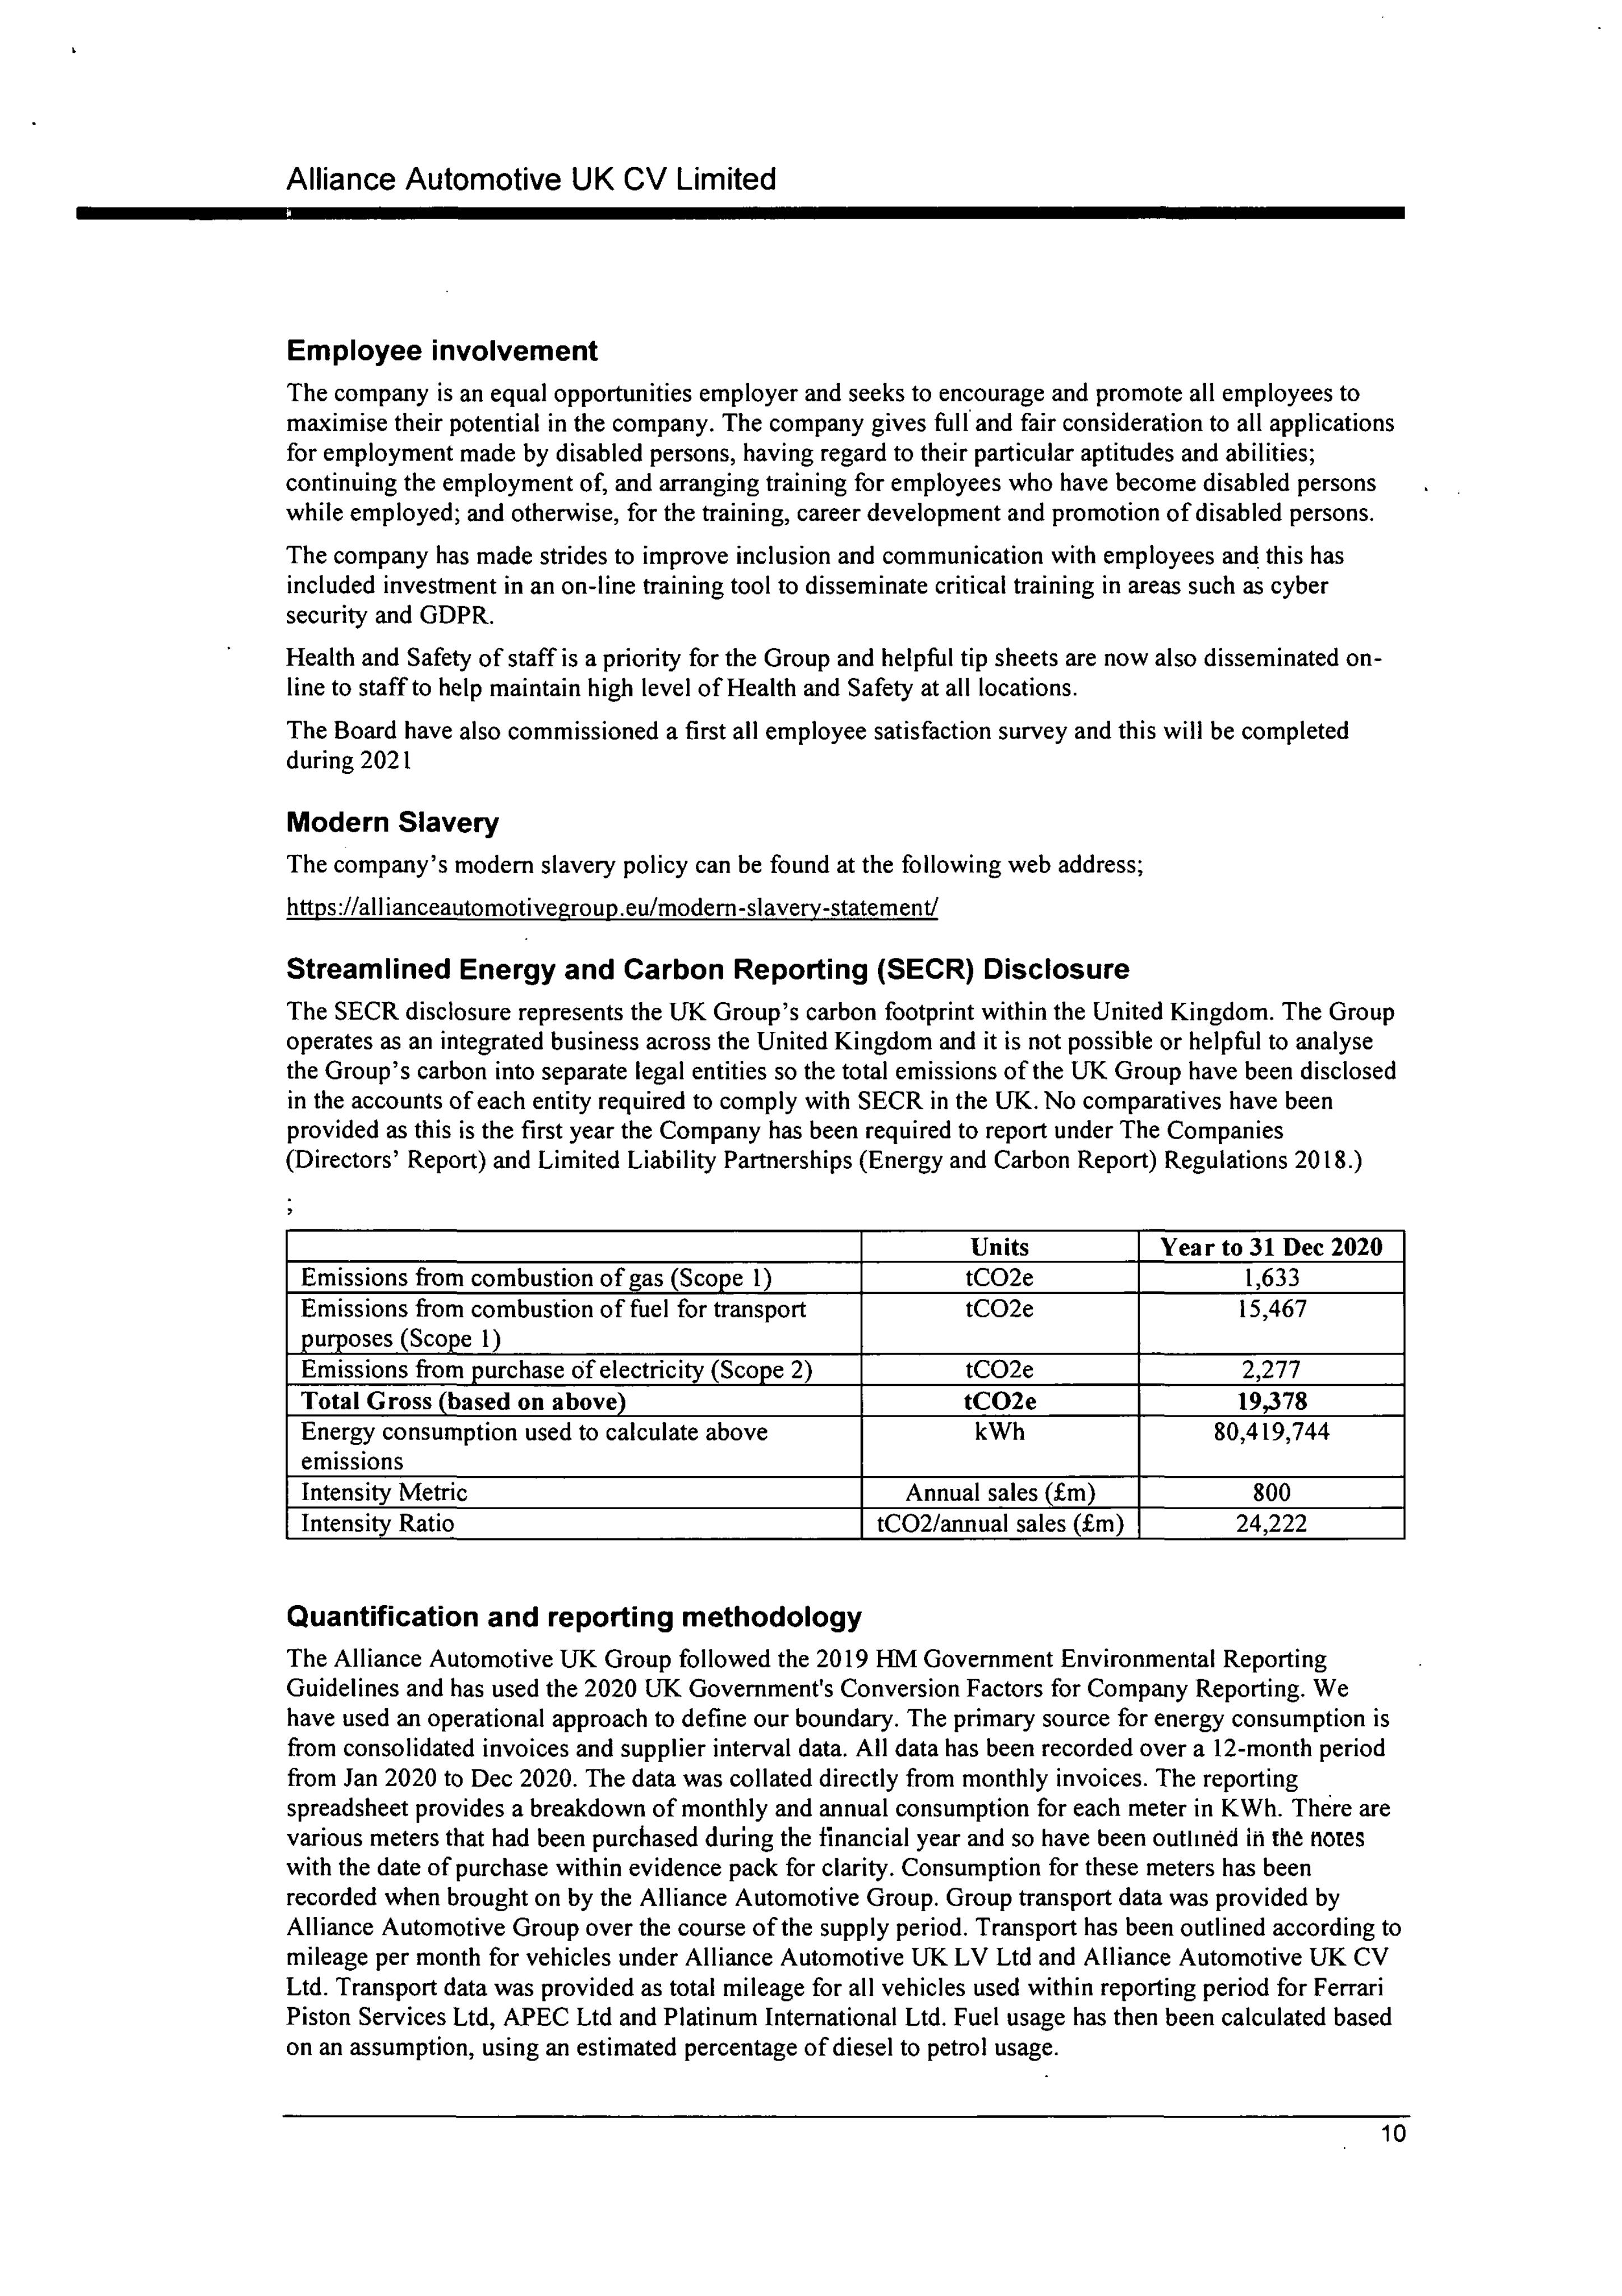 Alliance Automotive UK CV Limited
Employee involvement
The company is an equal opportunities employer and seeks to encourage and promote all employees to
maximise their potential in the company. The company gives full and fair consideration to all applications
for employment made by disabled persons, having regard to their particular aptitudes and abilities;
continuing the employment of, and arranging training for employees who have become disabled persons
while employed; and otherwise, for the training, career development and promotion of disabled persons.
The company has made strides to improve inclusion and communication with employees and this has
included investment in an on-line training tool to disseminate critical training in areas such as cyber
security and GDPR.
Health and Safety of staff is a priority for the Group and helpful tip sheets are now also disseminated on-
line to staff to help maintain high level of Health and Safety at all locations.
The Board have also commissioned a first all employee satisfaction survey and this will be completed
during 2021
Modern Slavery
The company's modern slavery policy can be found at the following web address;
https://allianceautomotivegroup.eu/modern-slavery-statement/
Streamlined Energy and Carbon Reporting (SECR) Disclosure
The SECR disclosure represents the UK Group's carbon footprint within the United Kingdom. The Group
operates as an integrated business across the United Kingdom and it is not possible or helpful to analyse
the Group's carbon into separate legal entities so the total emissions of the UK Group have been disclosed
in the accounts of each entity required to comply with SECR in the UK. No comparatives have been
provided as this is the first year the Company has been required to report under The Companies
(Directors' Report) and Limited Liability Partnerships (Energy and Carbon Report) Regulations 2018.)
;
Units Year to 31 Dec 2020
Emissions from combustion of gas (Scope 1) tCO2e 1,633
Emissions from combustion of fuel for transport tCO2e 15,467
purposes (Scope 1)
Emissions from purchase of electricity (Scope 2) tCO2e 2,277
Total Gross (based on above) tCO2e 19,378
Energy consumption used to calculate above kWh 80,419,744
emissions
Intensity Metric Annual sales (£m) 800
Intensity Ratio tCO2/annual sales (£m) 24,222
Quantification and reporting methodology
The Alliance Automotive UK Group followed the 2019 HM Government Environmental Reporting
Guidelines and has used the 2020 UK Government's Conversion Factors for Company Reporting. We
have used an operational approach to define our boundary. The primary source for energy consumption is
from consolidated invoices and supplier interval data. All data has been recorded over a 12-month period
from Jan 2020 to Dec 2020. The data was collated directly from monthly invoices. The reporting
spreadsheet provides a breakdown of monthly and annual consumption for each meter in KWh. There are
various meters that had been purchased during the financial year and so have been outlined in the notes
with the date of purchase within evidence pack for clarity. Consumption for these meters has been
recorded when brought on by the Alliance Automotive Group. Group transport data was provided by
Alliance Automotive Group over the course of the supply period. Transport has been outlined according to
mileage per month for vehicles under Alliance Automotive UK LV Ltd and Alliance Automotive UK CV
Ltd. Transport data was provided as total mileage for all vehicles used within reporting period for Ferrari
Piston Services Ltd, APEC Ltd and Platinum International Ltd. Fuel usage has then been calculated based
on an assumption, using an estimated percentage of diesel to petrol usage.
10